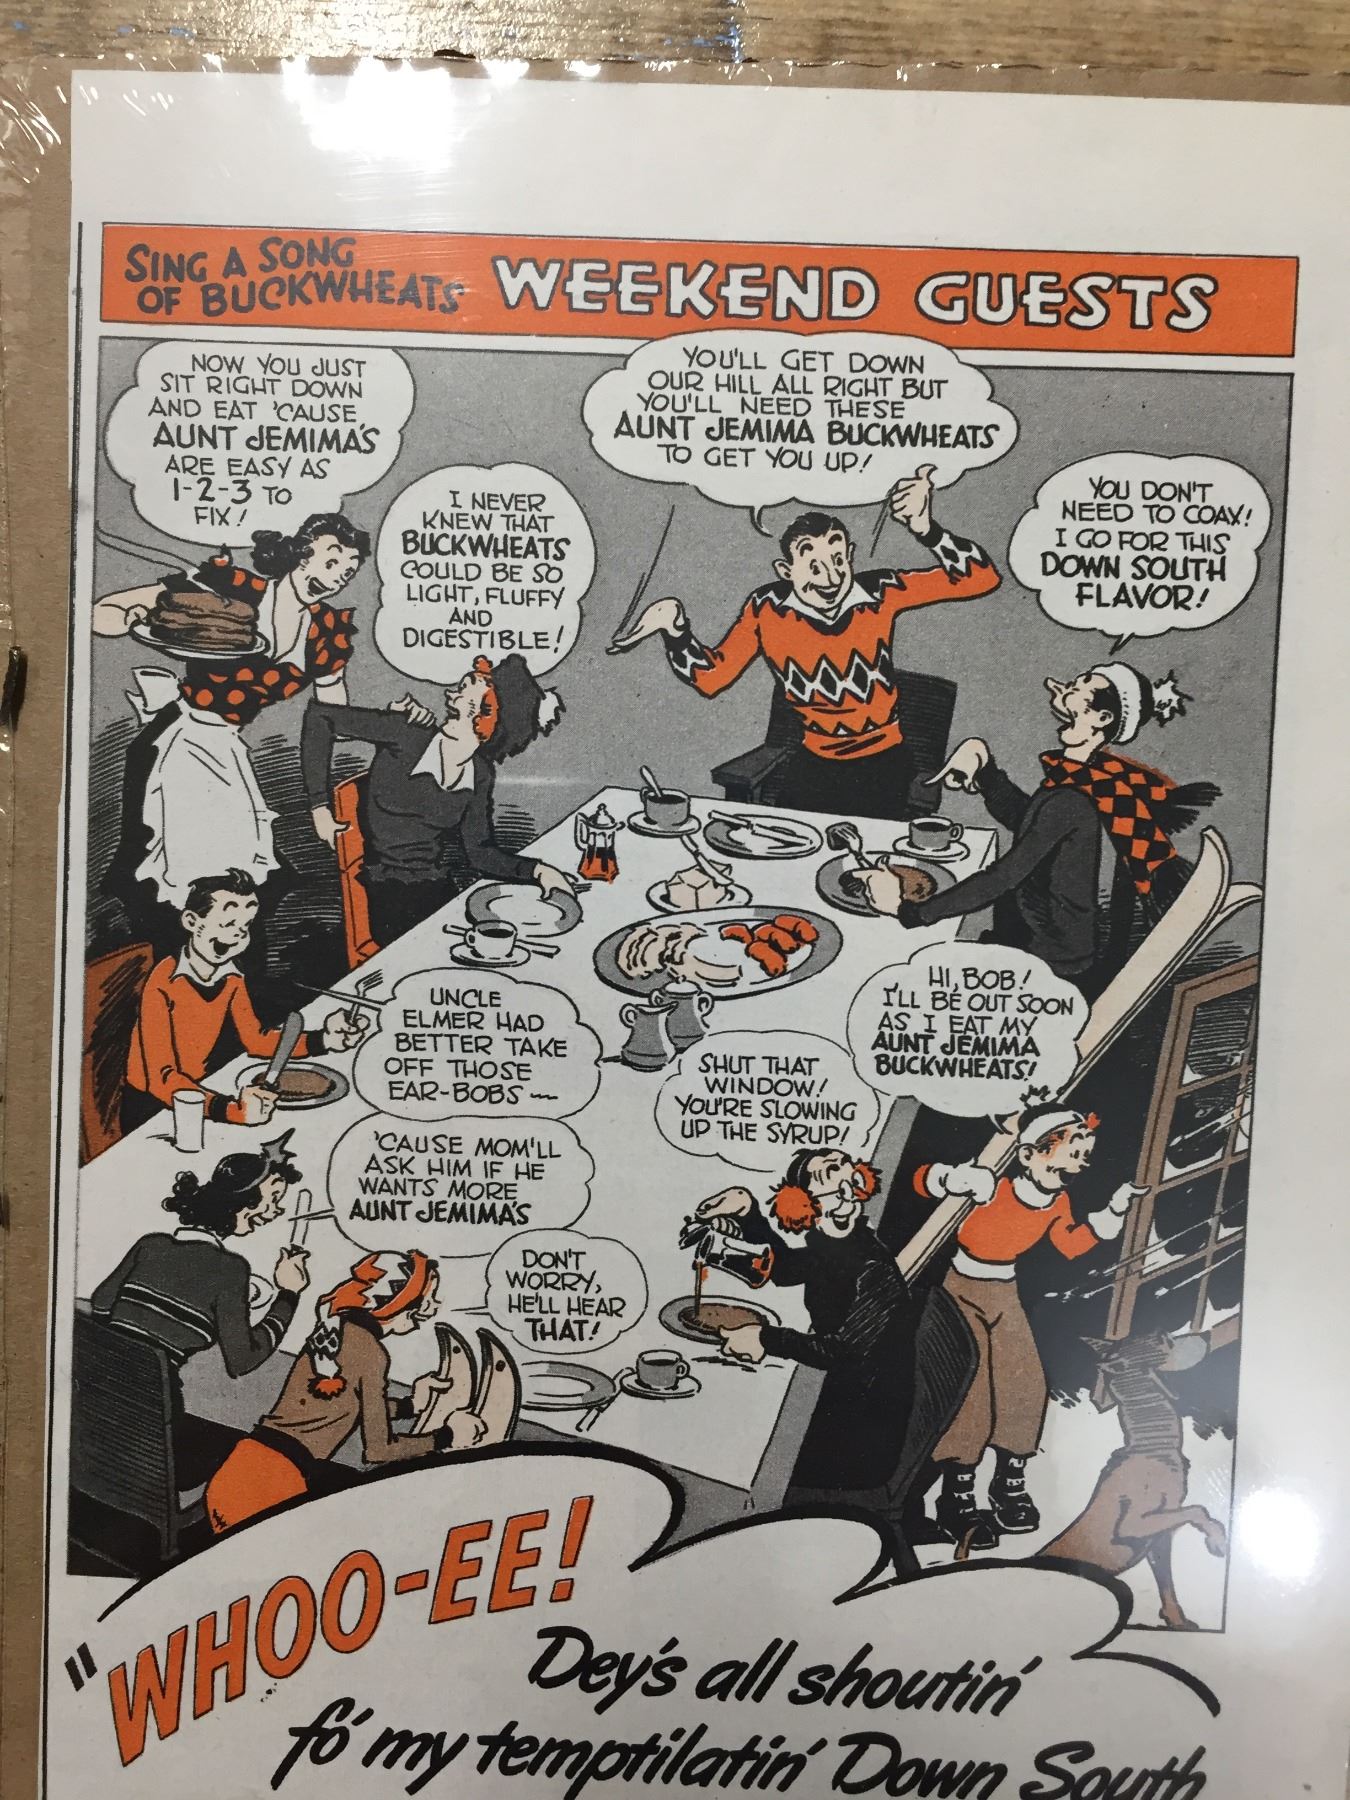 SING A SONG
OF BUCKWHEATS
WEEKEND GUESTS
NOW YOU JUST
SIT RIGHT DOWN
AND EAT 'CAUSE
AUNT JEMIMA'S
ARE EASY AS
1-2-3 TO
FIX!
I NEVER
KNEW THAT
BUCKWHEATS
COULD BE SO
LIGHT, FLUFFY
AND
DIGESTIBLE!
YOU'LL GET DOWN
OUR HILL ALL RIGHT BUT
YOU'LL NEED THESE
AUNT JEMIMA BUCKWHEATS
TO GET YOU UP!
YOU DON'T
NEED TO COAX!
I GO FOR THIS
DOWN SOUTH
FLAVOR!
UNCLE
ELMER HAD
BETTER TAKE
OFF THOSE
EAR-BOBS ~
'CAUSE MOM'LL
ASK HIM IF HE
WANTS MORE
AUNT JEMIMA'S
DON'T
WORRY,
HE'LL HEAR
THAT!
SHUT THAT
WINDOW!
YOU'RE SLOWING
UP THE SYRUP!
HI, BOB!
I'LL BE OUT SOON
AS I EAT MY
AUNT JEMIMA
BUCKWHEATS!
"WHOO-EE!
Dey's all shoutin'
fo' my temptilatin' Down South